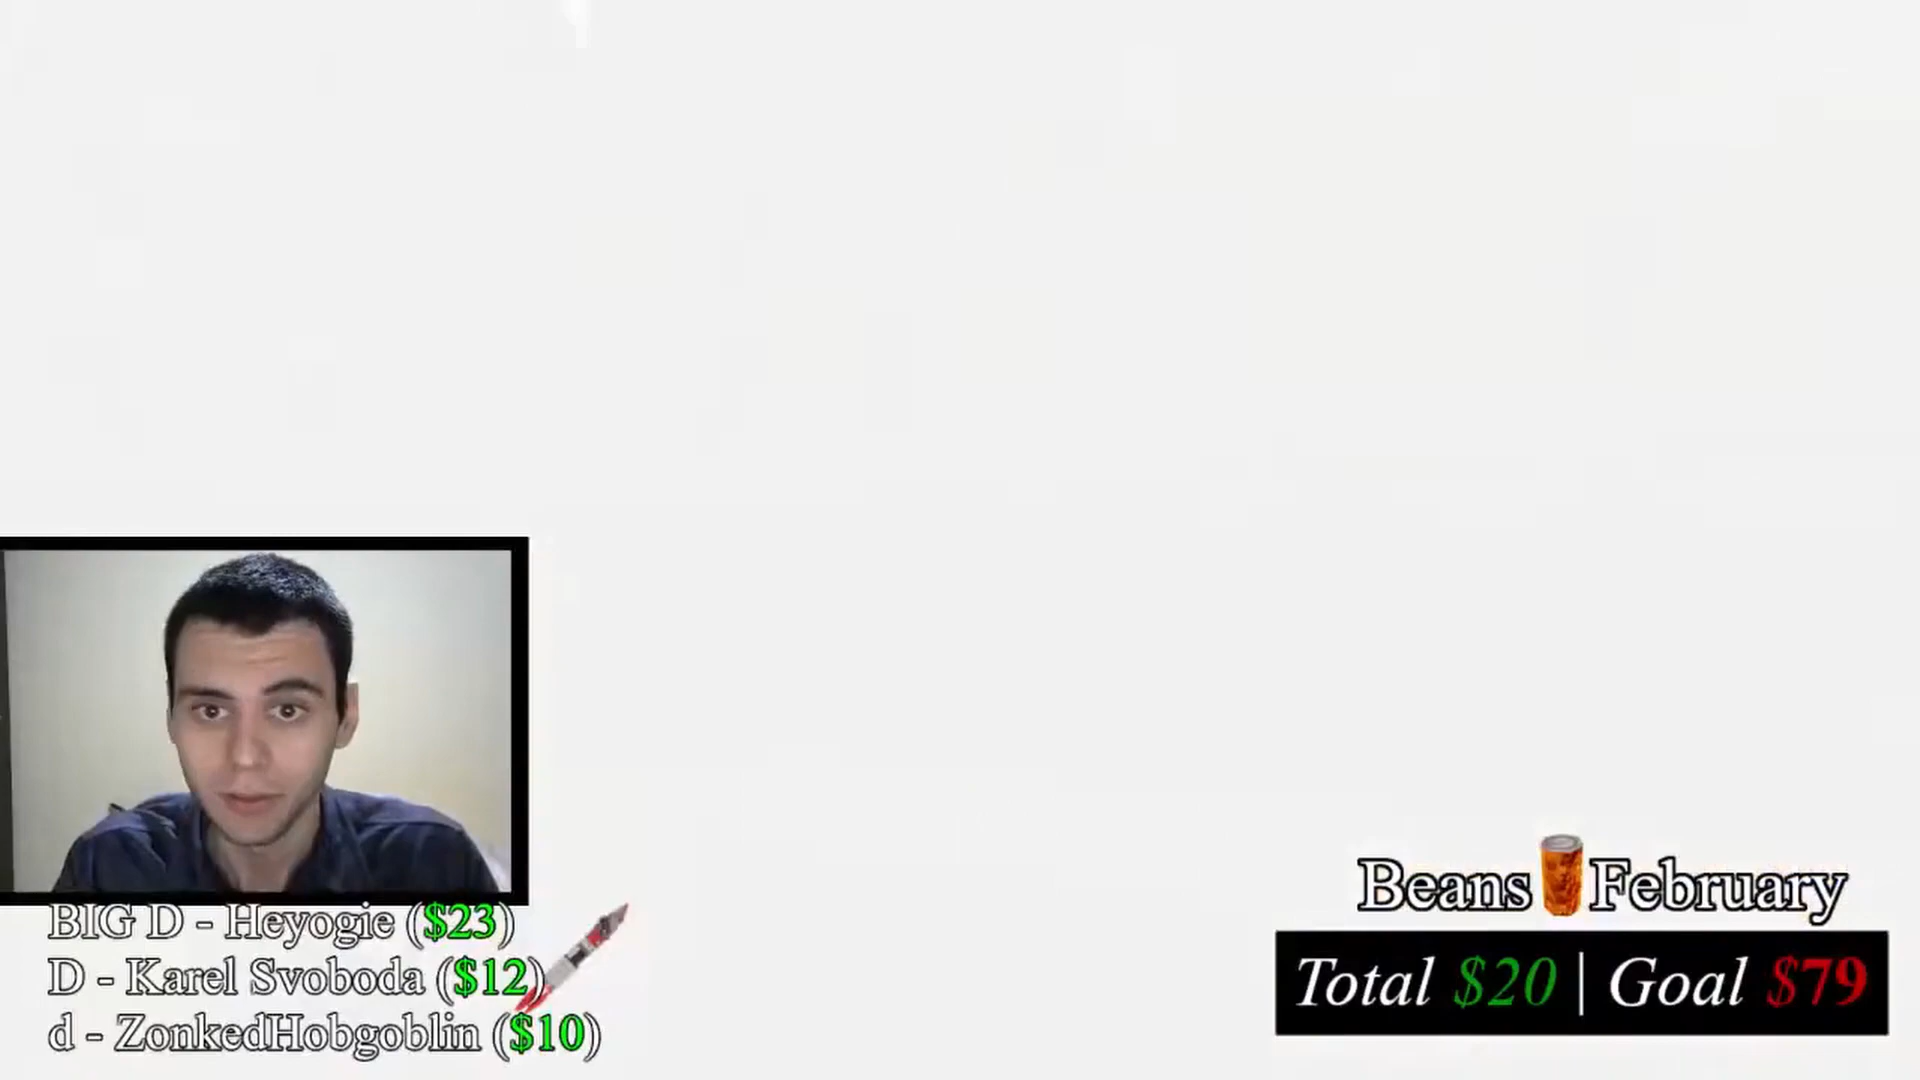 BIG D - Heyogie ($23)
D - Karel Svoboda ($12)
d - ZonkedHobgoblin ($10)
Beans February
Total $20 | Goal $79